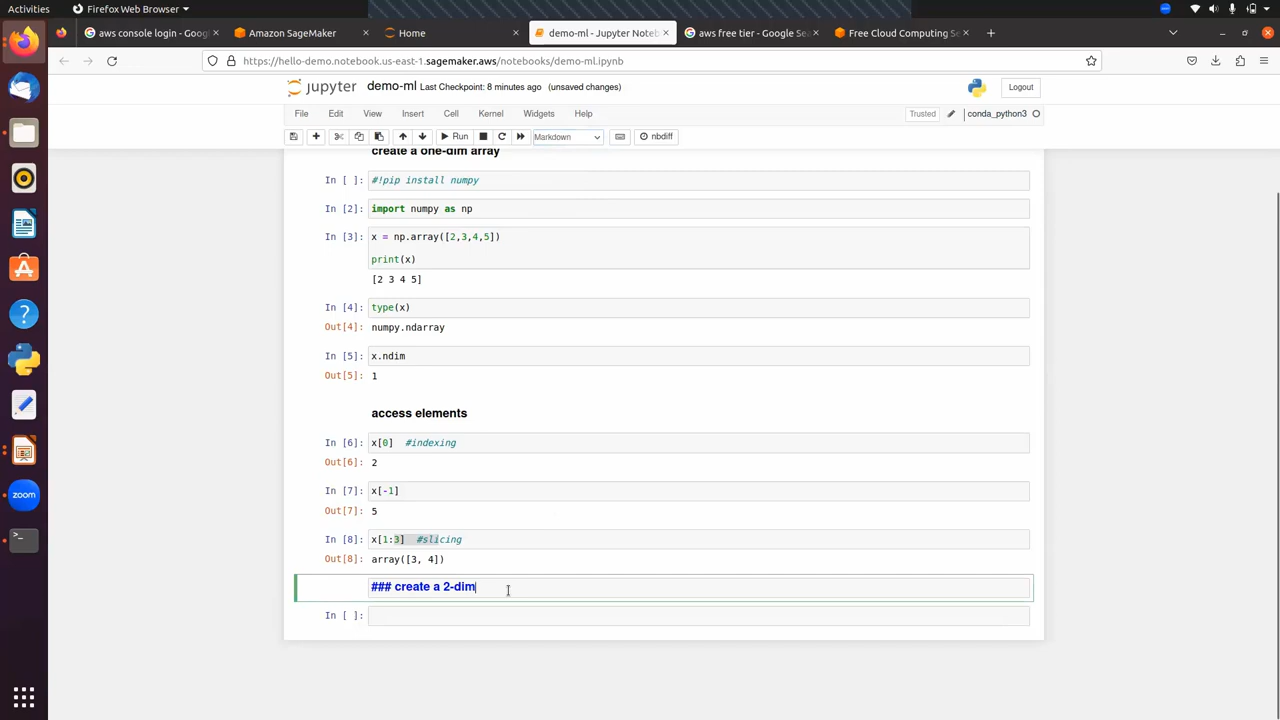 Activities
Firefox Web Browser
aws console login - Goog
Amazon SageMaker
Home
demo-ml - Jupyter Noteb
aws free tier - Google Sea
Free Cloud Computing Se
https://hello-demo.notebook.us-east-1.sagemaker.aws/notebooks/demo-ml.ipynb
jupyter demo-ml Last Checkpoint: 8 minutes ago (unsaved changes)
Logout
File Edit View Insert Cell Kernel Widgets Help
Trusted
conda_python3
Run
Markdown
nbdiff
create a one-dim array
In [ ]: #!pip install numpy
In [2]: import numpy as np
In [3]: x = np.array([2,3,4,5])
print(x)
[2 3 4 5]
In [4]: type(x)
Out[4]: numpy.ndarray
In [5]: x.ndim
Out[5]: 1
access elements
In [6]: x[0] #indexing
Out[6]: 2
In [7]: x[-1]
Out[7]: 5
In [8]: x[1:3] #slicing
Out[8]: array([3, 4])
### create a 2-dim
In [ ]:
zoom